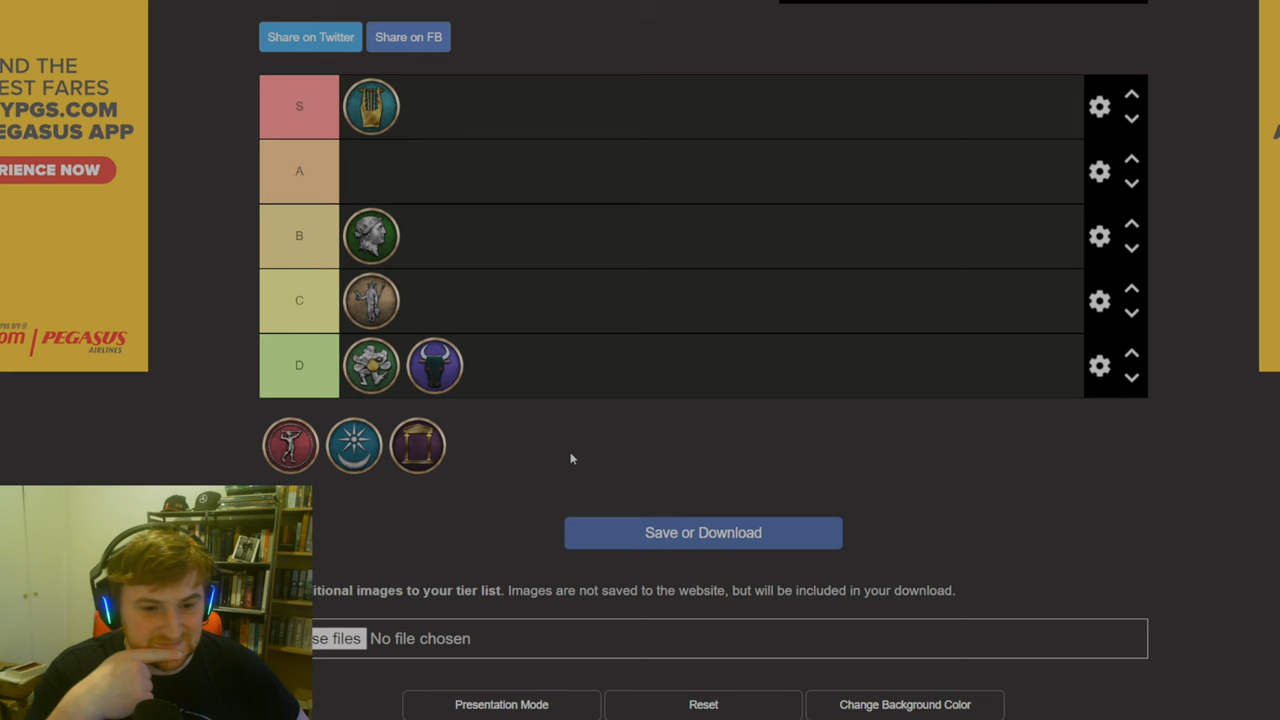 Share on Twitter
Share on FB
ND THE
EST FARES
YPGS.COM
EGASUS APP
RIENCE NOW
om | PEGASUS
AIRLINES
S
A
B
C
D
Save or Download
itional images to your tier list. Images are not saved to the website, but will be included in your download.
se files No file chosen
Presentation Mode
Reset
Change Background Color